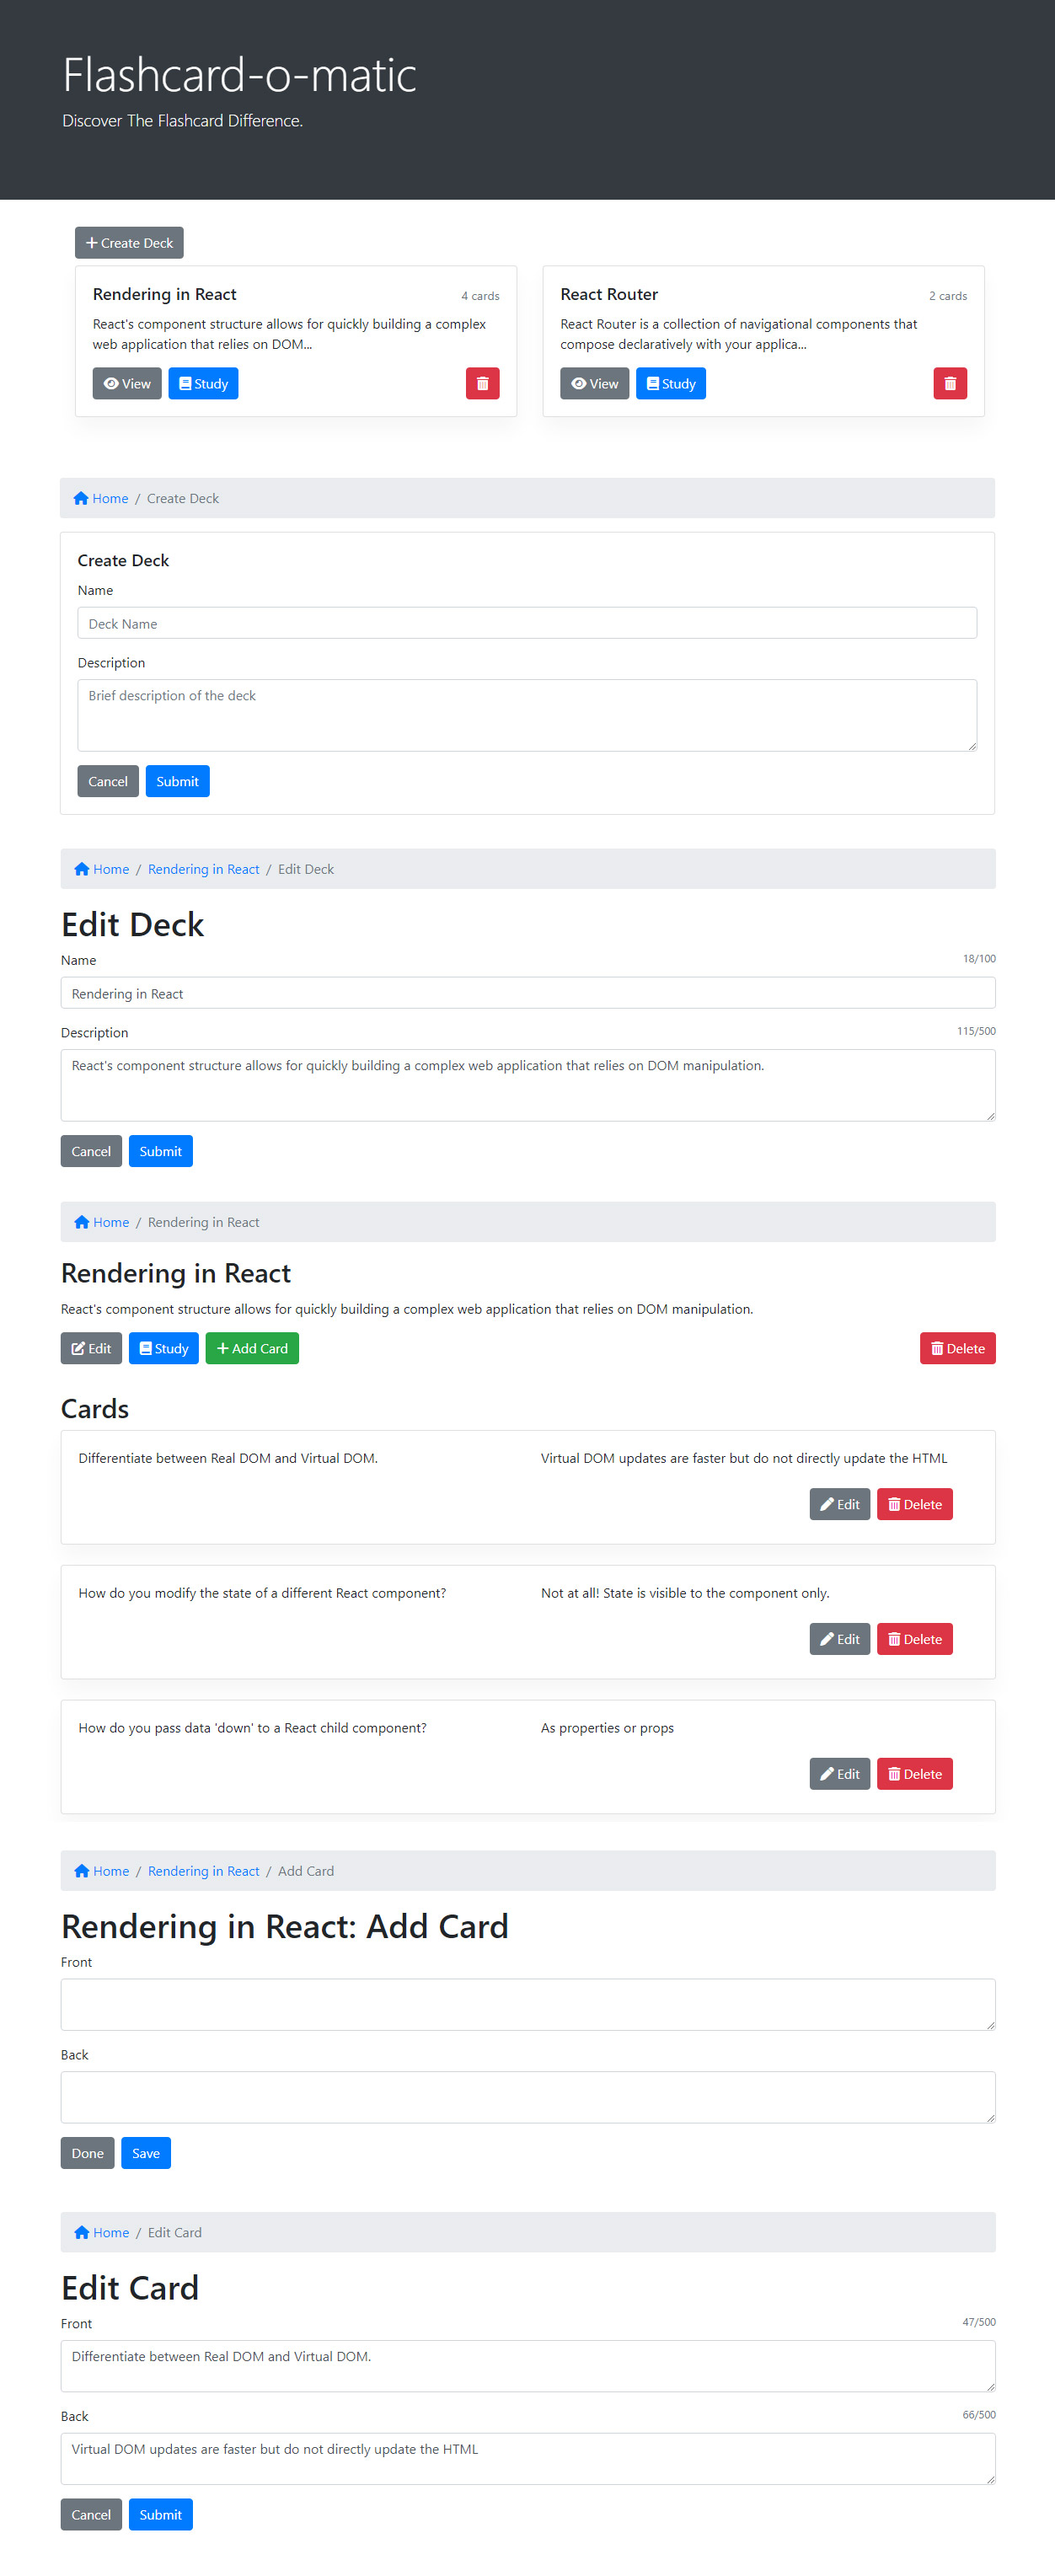 Flashcard-o-matic
Discover The Flashcard Difference.
+ Create Deck
Rendering in React
4 cards
React's component structure allows for quickly building a complex
web application that relies on DOM...
View
Study
React Router
2 cards
React Router is a collection of navigational components that
compose declaratively with your applica...
View
Study
Home / Create Deck
Create Deck
Name
Deck Name
Description
Brief description of the deck
Cancel
Submit
Home / Rendering in React / Edit Deck
Edit Deck
Name
18/100
Rendering in React
Description
115/500
React's component structure allows for quickly building a complex web application that relies on DOM manipulation.
Cancel
Submit
Home / Rendering in React
Rendering in React
React's component structure allows for quickly building a complex web application that relies on DOM manipulation.
Edit
Study
+ Add Card
Delete
Cards
Differentiate between Real DOM and Virtual DOM.
Virtual DOM updates are faster but do not directly update the HTML
Edit
Delete
How do you modify the state of a different React component?
Not at all! State is visible to the component only.
Edit
Delete
How do you pass data 'down' to a React child component?
As properties or props
Edit
Delete
Home / Rendering in React / Add Card
Rendering in React: Add Card
Front
Back
Done
Save
Home / Edit Card
Edit Card
Front
47/500
Differentiate between Real DOM and Virtual DOM.
Back
66/500
Virtual DOM updates are faster but do not directly update the HTML
Cancel
Submit